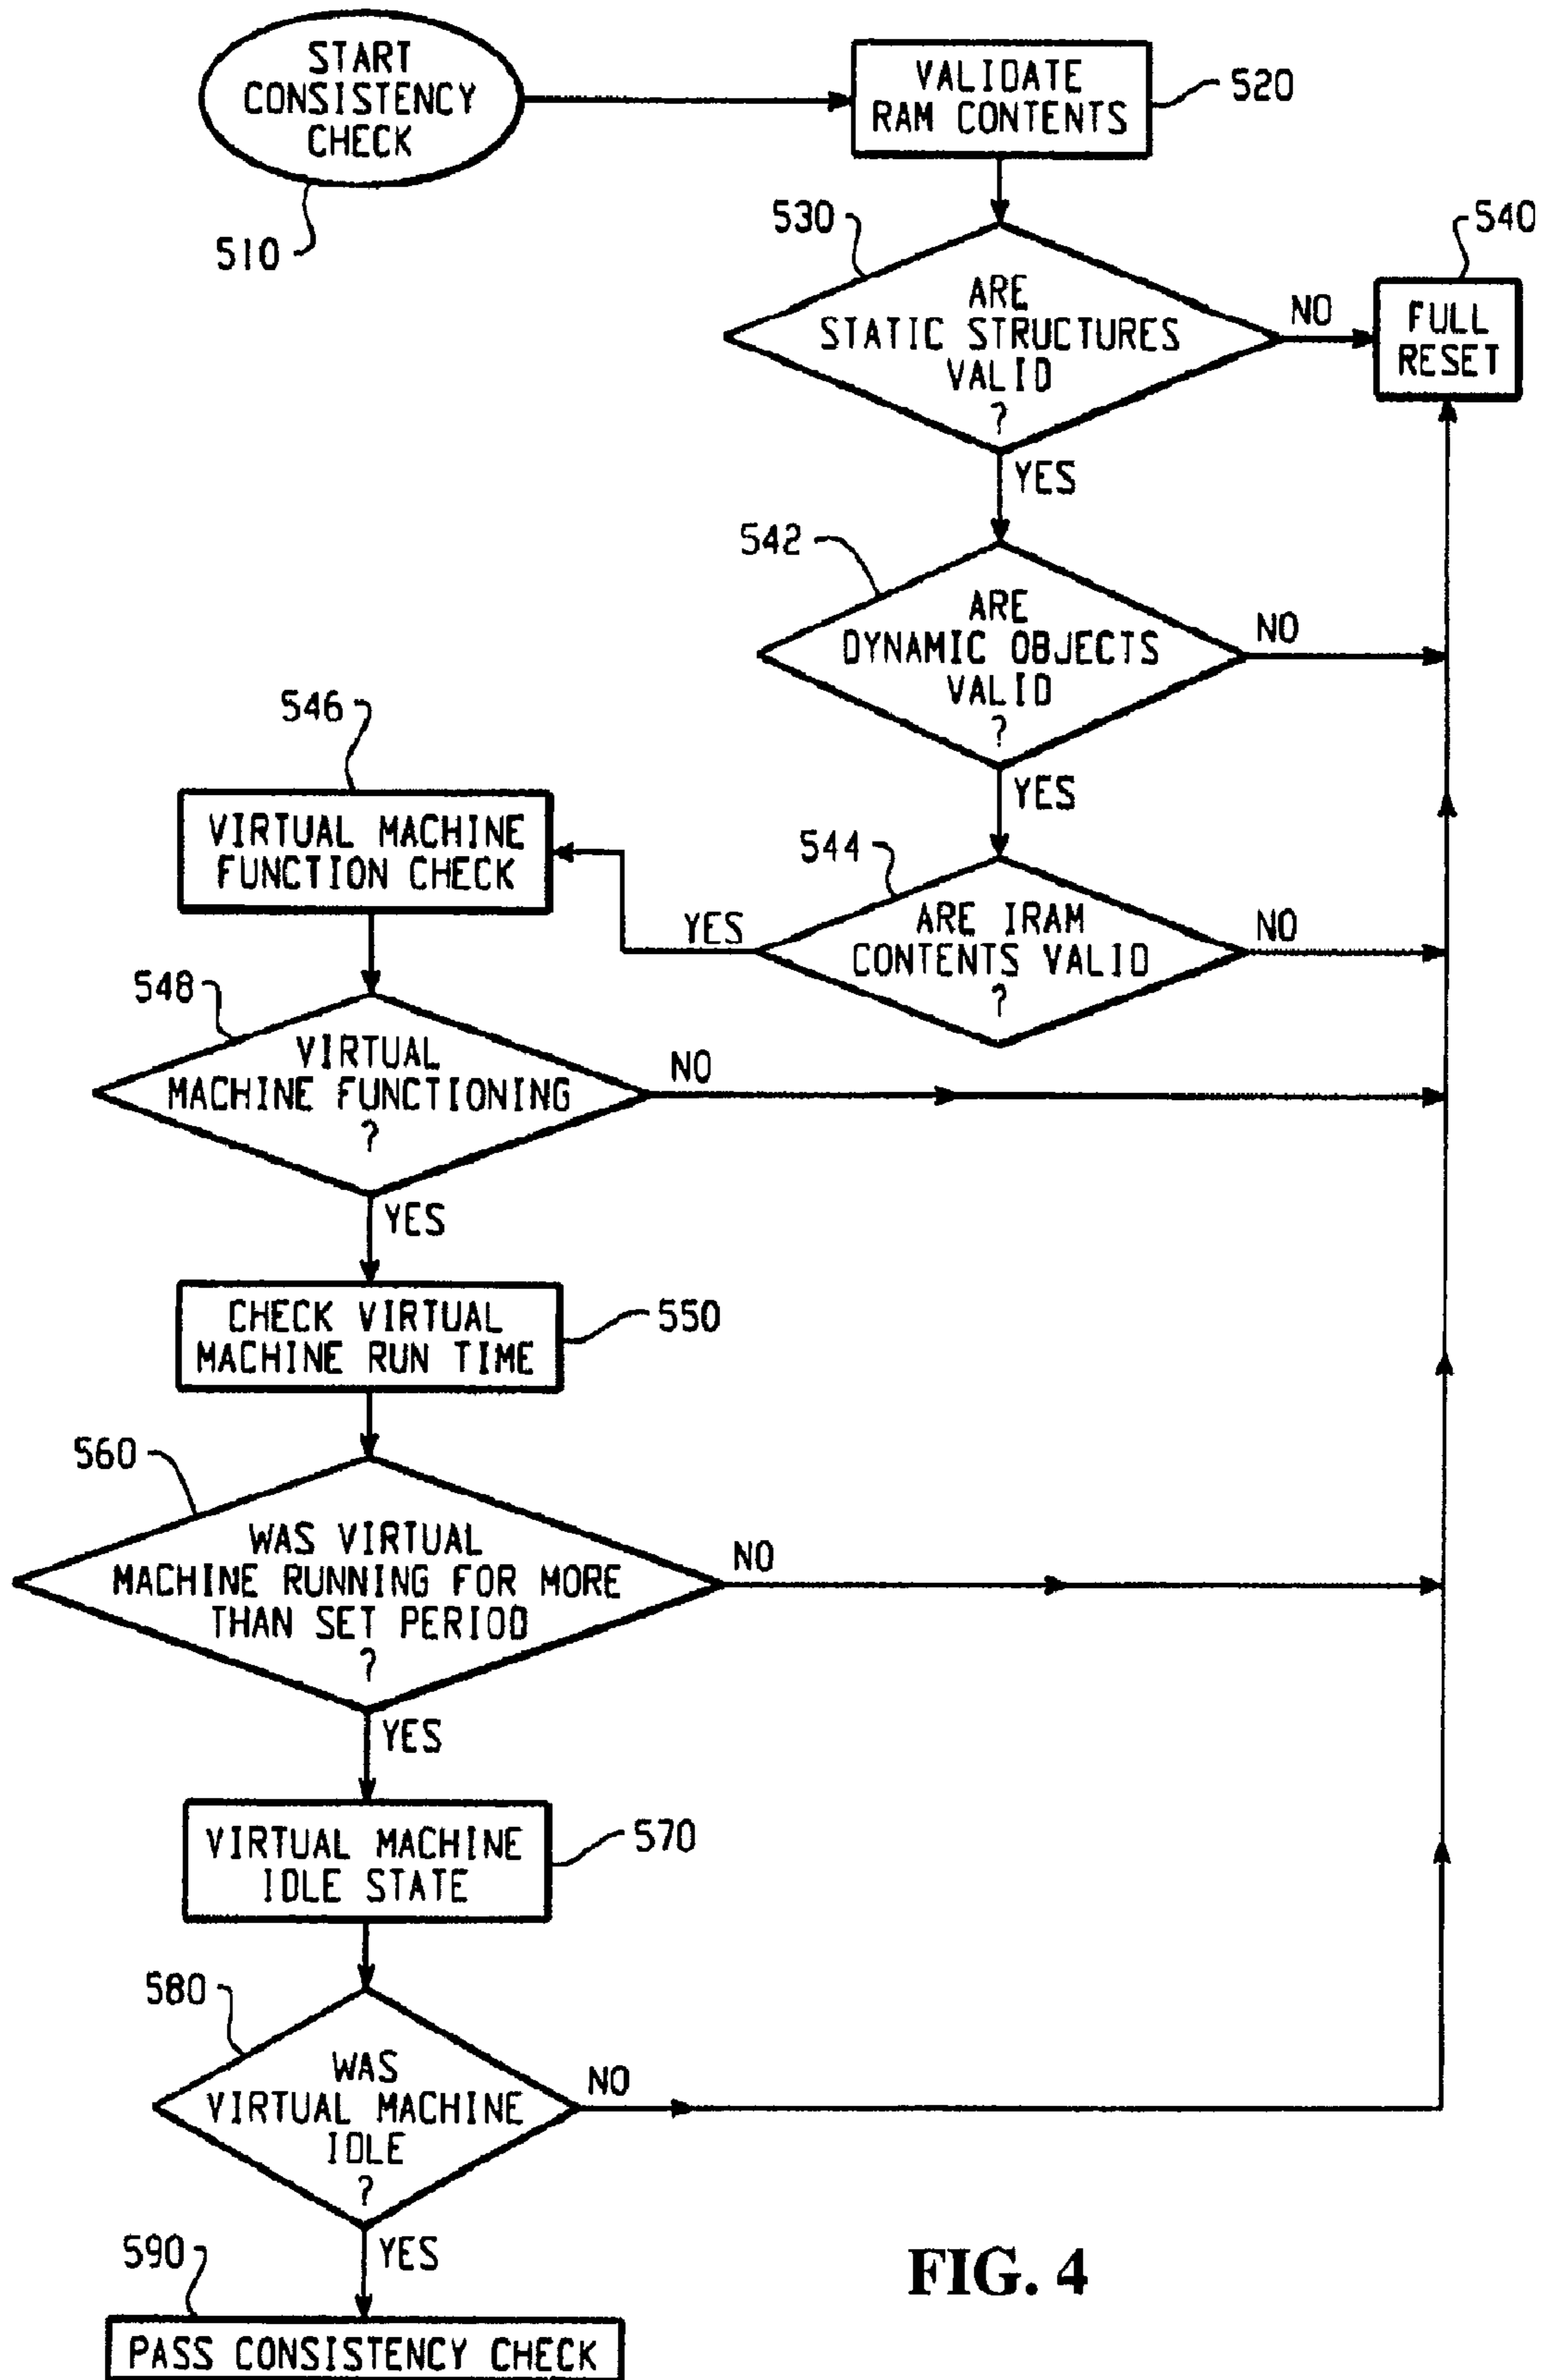 START
CONSISTENCY
CHECK
510
VALIDATE
RAM CONTENTS
520
530
ARE
STATIC STRUCTURES
VALID
?
NO
540
FULL
RESET
YES
542
ARE
DYNAMIC OBJECTS
VALID
?
NO
YES
544
ARE IRAM
CONTENTS VALID
?
NO
YES
546
VIRTUAL MACHINE
FUNCTION CHECK
548
VIRTUAL
MACHINE FUNCTIONING
?
NO
YES
CHECK VIRTUAL
MACHINE RUN TIME
550
560
WAS VIRTUAL
MACHINE RUNNING FOR MORE
THAN SET PERIOD
?
NO
YES
VIRTUAL MACHINE
IDLE STATE
570
580
WAS
VIRTUAL MACHINE
IDLE
?
NO
YES
590
PASS CONSISTENCY CHECK
FIG. 4